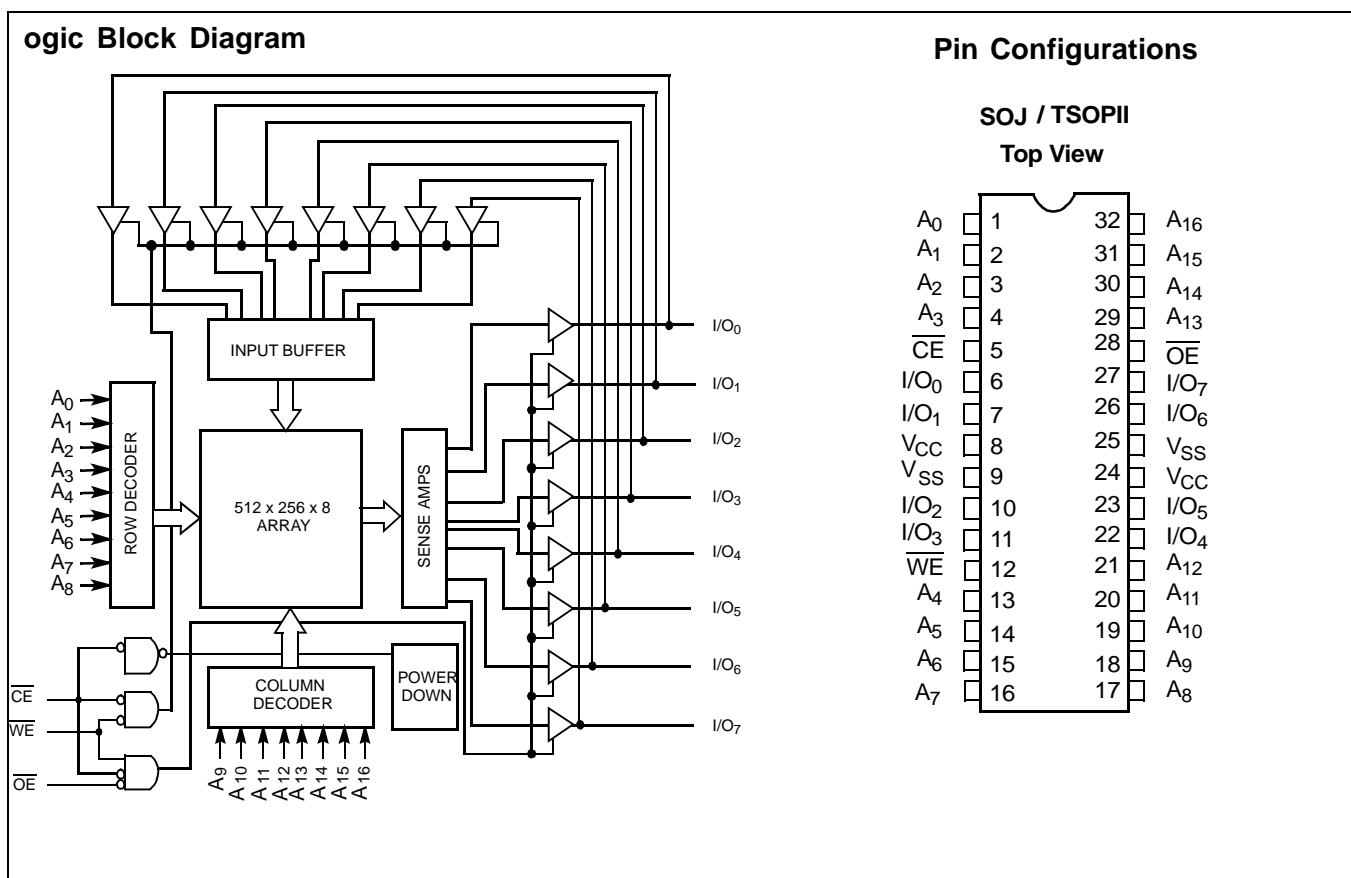 ogic Block Diagram
INPUT BUFFER
A0
A1
A2
A3
A4
A5
A6
A7
A8
ROW DECODER
512 x 256 x 8
ARRAY
SENSE AMPS
I/O0
I/O1
I/O2
I/O3
I/O4
I/O5
I/O6
I/O7
CE
WE
OE
COLUMN
DECODER
POWER
DOWN
A9
A10
A11
A12
A13
A14
A15
A16
Pin Configurations
SOJ / TSOPII
Top View
A0 1 32 A16
A1 2 31 A15
A2 3 30 A14
A3 4 29 A13
CE 5 28 OE
I/O0 6 27 I/O7
I/O1 7 26 I/O6
VCC 8 25 VSS
VSS 9 24 VCC
I/O2 10 23 I/O5
I/O3 11 22 I/O4
WE 12 21 A12
A4 13 20 A11
A5 14 19 A10
A6 15 18 A9
A7 16 17 A8